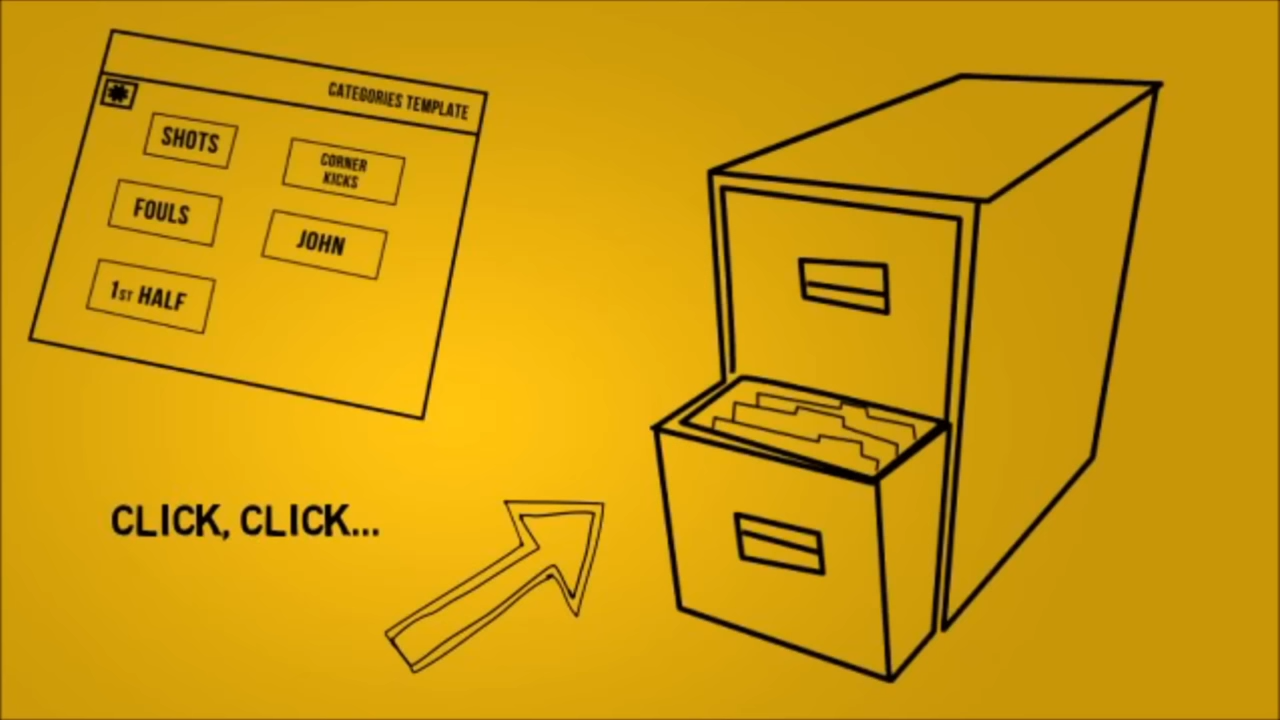 CATEGORIES TEMPLATE
SHOTS
CORNER
KICKS
FOULS
JOHN
1ST HALF
CLICK, CLICK...